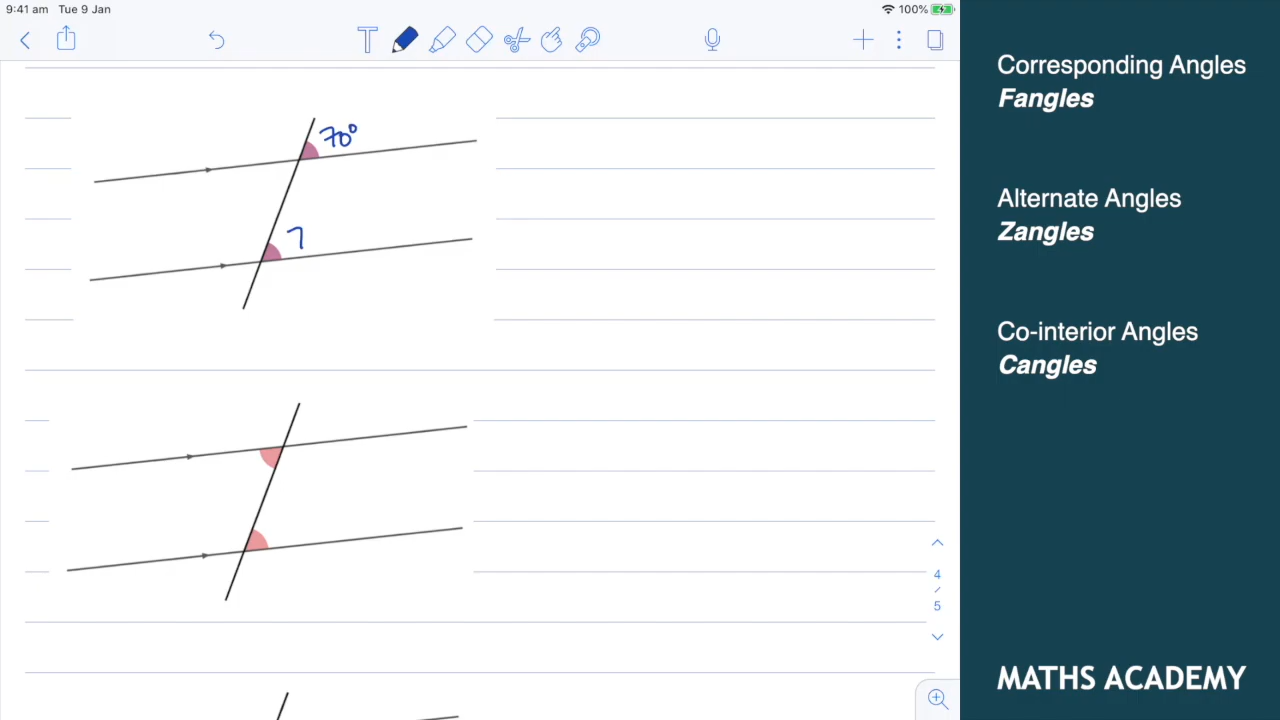 9:41 am Tue 9 Jan
100%
T
70°
7
4
/
5
Corresponding Angles
Fangles
Alternate Angles
Zangles
Co-interior Angles
Cangles
MATHS ACADEMY